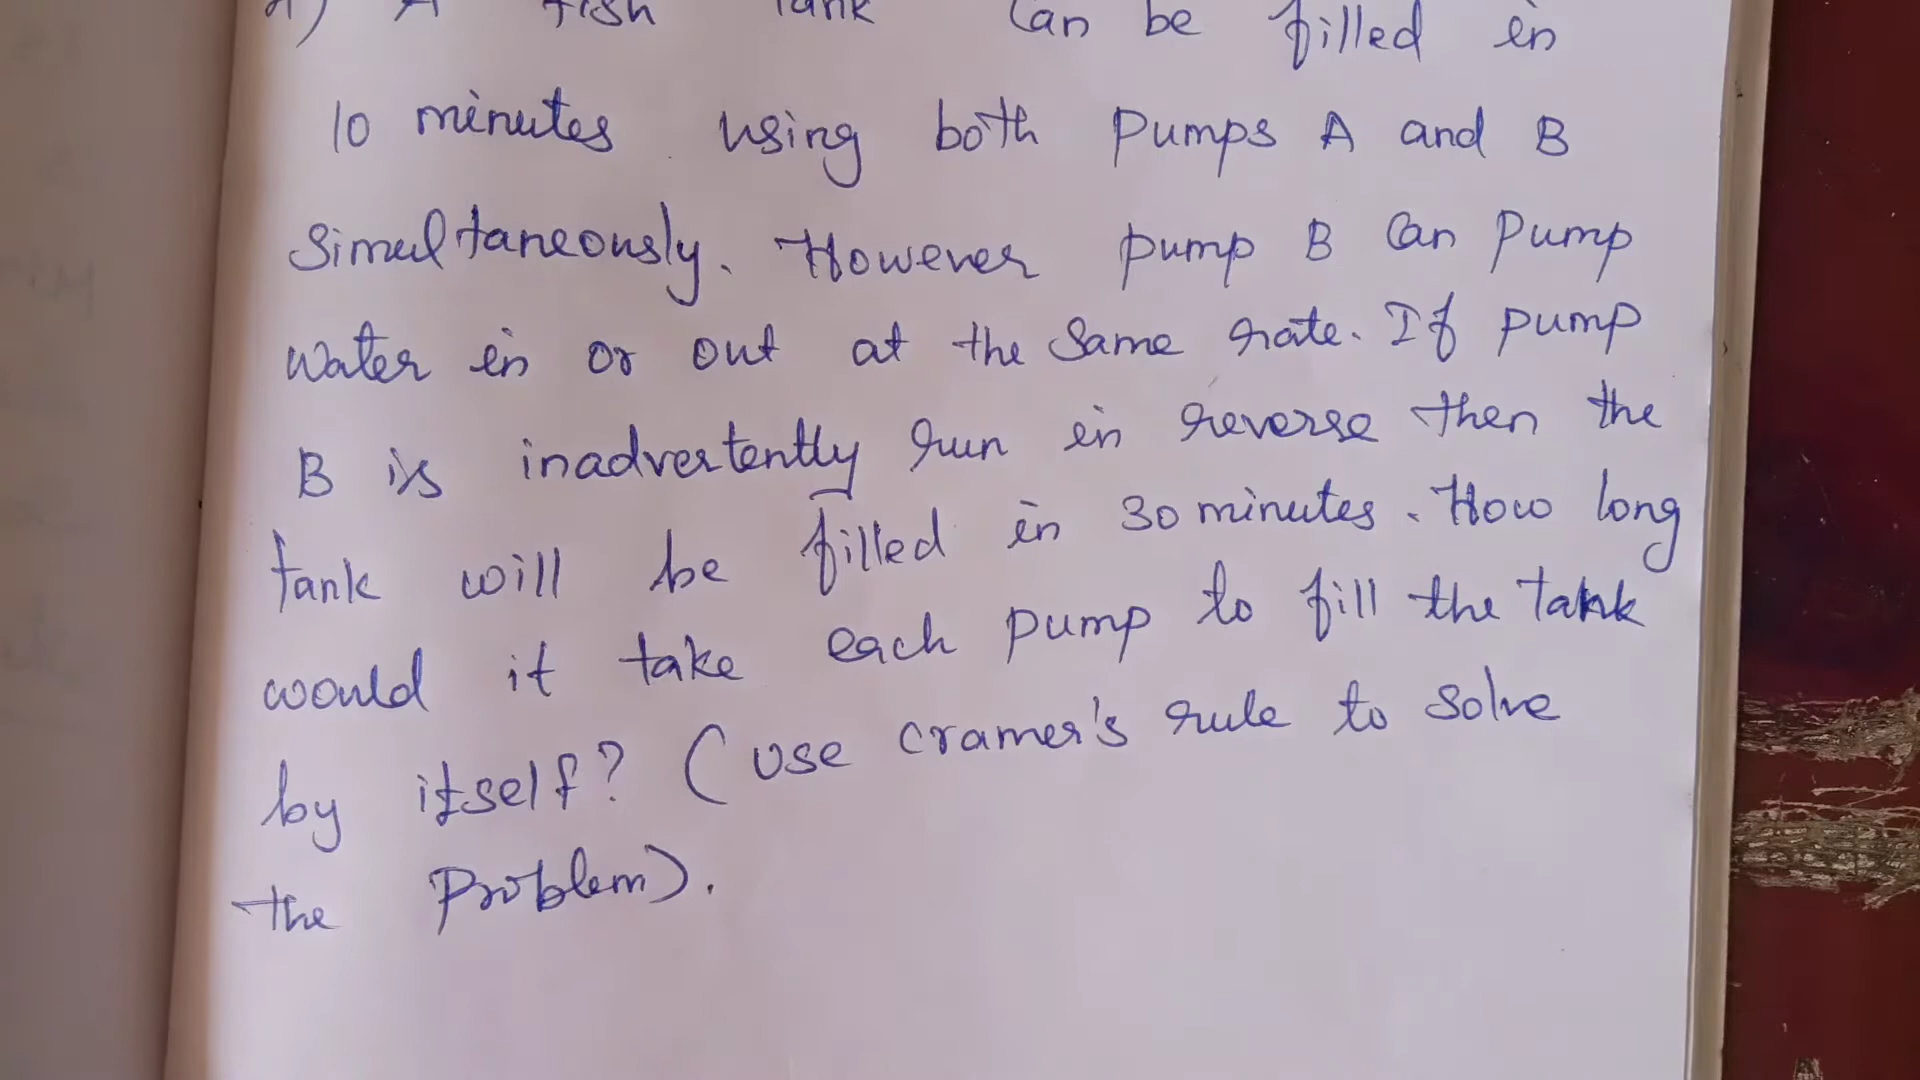 A fish Tank Can be filled in
10 minutes using both Pumps A and B
Simultaneously. However pump B Can Pump
Water in or out at the Same rate. If pump
B is inadvertently run in reverse then the
Tank will be filled in 30 minutes. How long
would it take each pump to fill the Tank
by itself? (use cramer's rule to solve
the Problem).